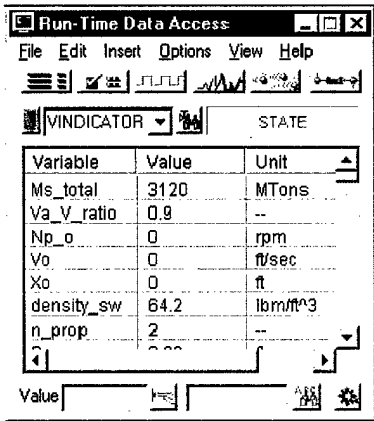 Run-Time Data Access
File Edit Insert Options View Help
VINDICATOR STATE
Variable Value Unit
Ms_total 3120 MTons
Va_V_ratio 0.9 --
Np_o 0 rpm
Vo 0 ft/sec
Xo 0 ft
density_sw 64.2 lbm/ft^3
n_prop 2 --
Value